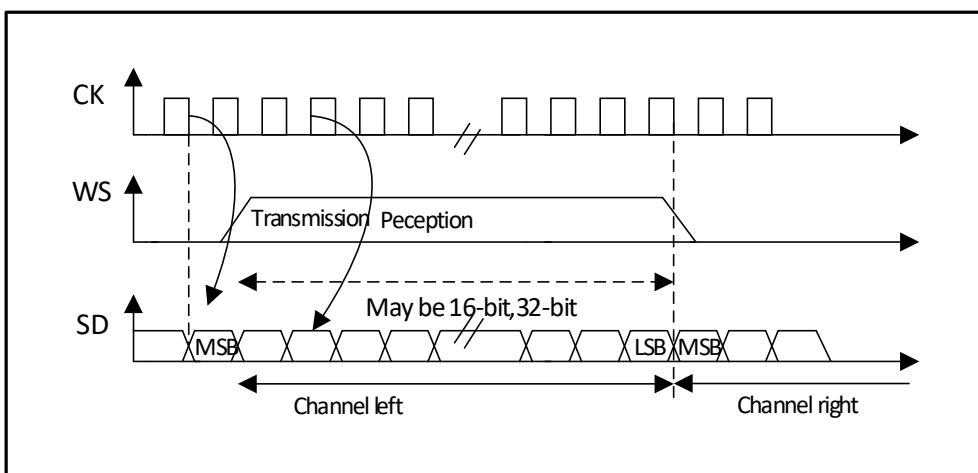 CK
WS
Transmission Peception
May be 16-bit,32-bit
SD
MSB
LSB
MSB
Channel left
Channel right